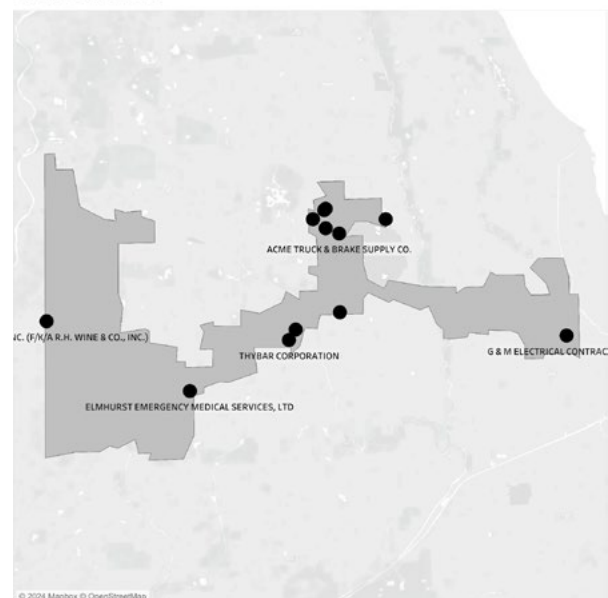 ACME TRUCK & BRAKE SUPPLY CO.
NC. (F/K/A R.H. WINE & CO., INC.)
THYBAR CORPORATION
G & M ELECTRICAL CONTRAC
ELMHURST EMERGENCY MEDICAL SERVICES, LTD
© 2024 Mapbox © OpenStreetMap